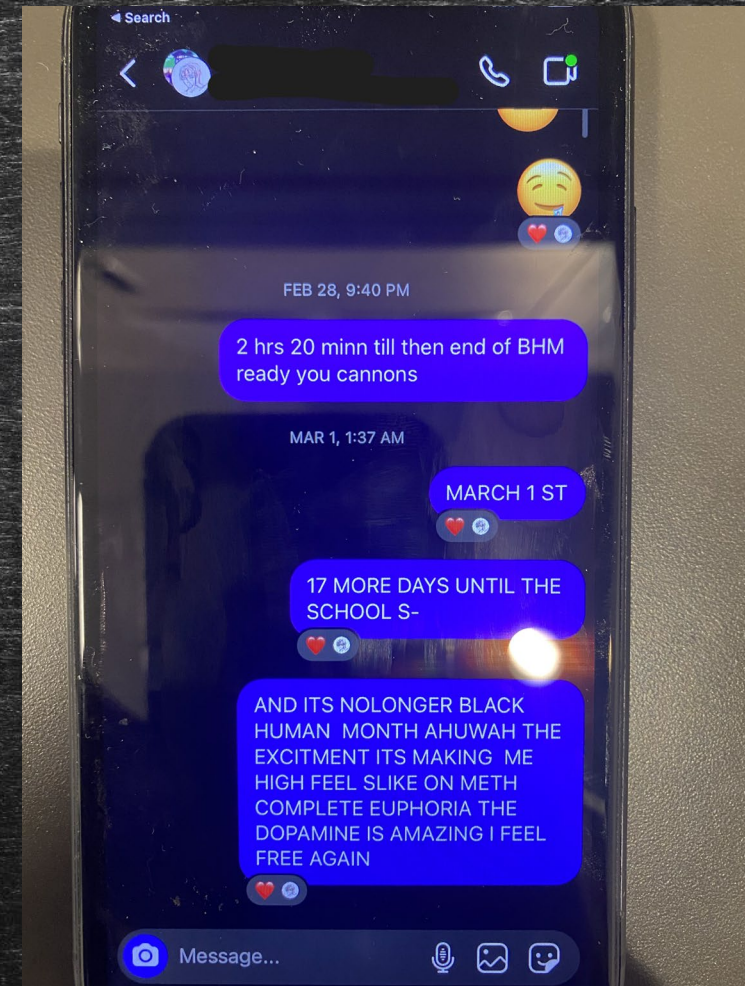 Search
FEB 28, 9:40 PM
2 hrs 20 minn till then end of BHM
ready you cannons
MAR 1, 1:37 AM
MARCH 1 ST
17 MORE DAYS UNTIL THE
SCHOOL S-
AND ITS NOLONGER BLACK
HUMAN MONTH AHUWAH THE
EXCITMENT ITS MAKING ME
HIGH FEEL SLIKE ON METH
COMPLETE EUPHORIA THE
DOPAMINE IS AMAZING I FEEL
FREE AGAIN
Message...